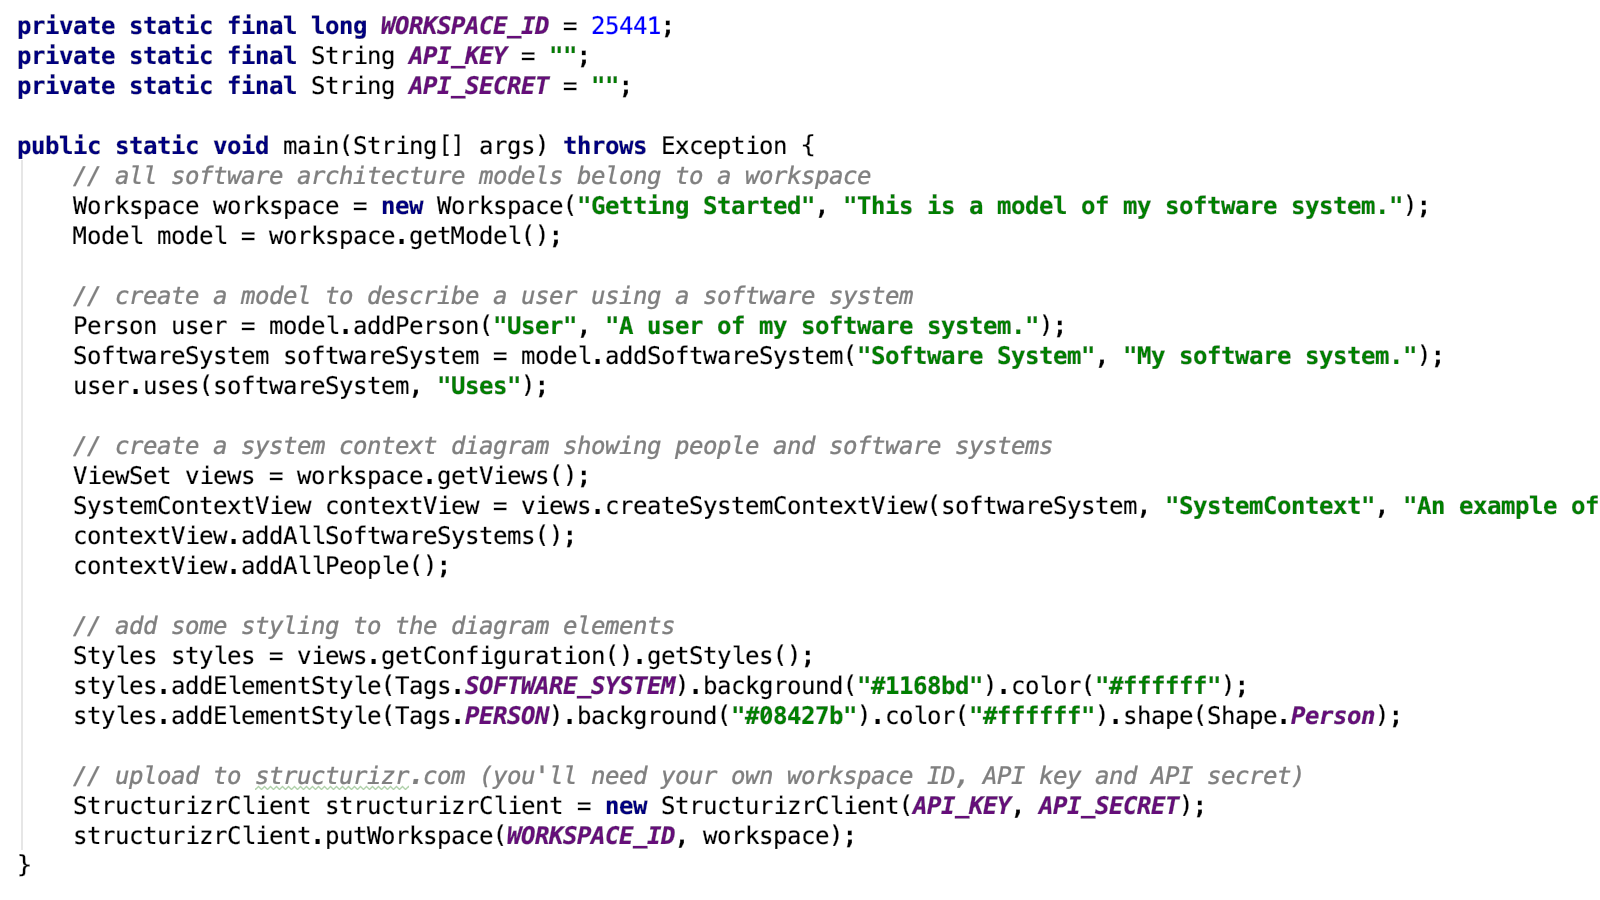 private static final long WORKSPACE_ID = 25441;
private static final String API_KEY = "";
private static final String API_SECRET = "";
public static void main(String[] args) throws Exception {
// all software architecture models belong to a workspace
Workspace workspace = new Workspace("Getting Started", "This is a model of my software system.");
Model model = workspace.getModel();
// create a model to describe a user using a software system
Person user = model.addPerson("User", "A user of my software system.");
SoftwareSystem softwareSystem = model.addSoftwareSystem("Software System", "My software system.");
user.uses(softwareSystem, "Uses");
// create a system context diagram showing people and software systems
ViewSet views = workspace.getViews();
SystemContextView contextView = views.createSystemContextView(softwareSystem, "SystemContext", "An example of
contextView.addAllSoftwareSystems();
contextView.addAllPeople();
// add some styling to the diagram elements
Styles styles = views.getConfiguration().getStyles();
styles.addElementStyle(Tags.SOFTWARE_SYSTEM).background("#1168bd").color("#ffffff");
styles.addElementStyle(Tags.PERSON).background("#08427b").color("#ffffff").shape(Shape.Person);
// upload to structurizr.com (you'll need your own workspace ID, API key and API secret)
StructurizrClient structurizrClient = new StructurizrClient(API_KEY, API_SECRET);
structurizrClient.putWorkspace(WORKSPACE_ID, workspace);
}